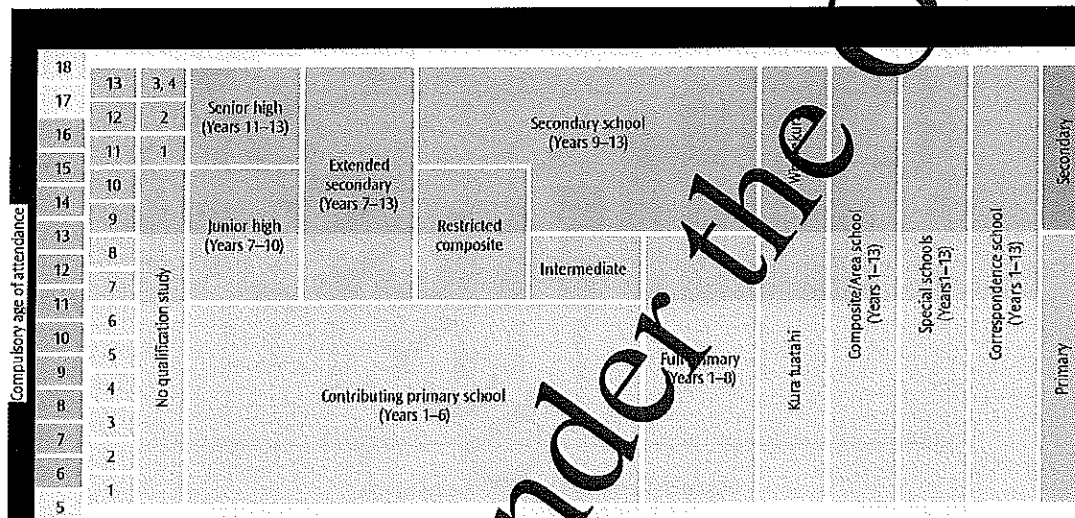 18
17
16
15
14
13
12
11
10
9
8
7
6
5
Compulsory age of attendance
13
12
11
10
9
8
7
6
5
4
3
2
1
3, 4
2
1
No qualification study
Senior high
(Years 11–13)
Junior high
(Years 7–10)
Extended
secondary
(Years 7–13)
Secondary school
(Years 9–13)
Restricted
composite
Intermediate
Contributing primary school
(Years 1–6)
Full primary
(Years 1–8)
Kura tuatahi
Composite/Area school
(Years 1–13)
Special schools
(Years1–13)
Correspondence school
(Years 1–13)
Secondary
Primary
under the